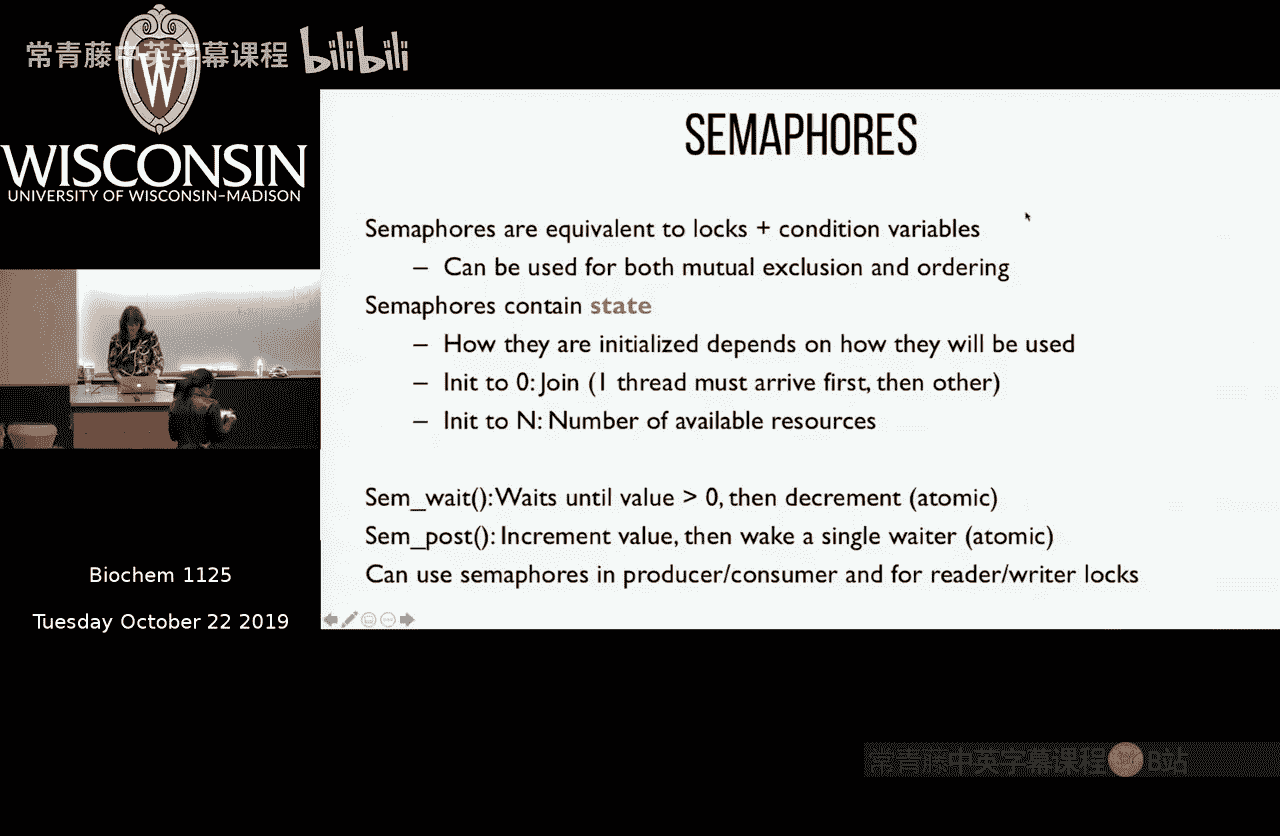 常青藤中英字幕课程 bilibili
W
WISCONSIN
UNIVERSITY OF WISCONSIN-MADISON
SEMAPHORES
Semaphores are equivalent to locks + condition variables
– Can be used for both mutual exclusion and ordering
Semaphores contain state
– How they are initialized depends on how they will be used
– Init to 0: Join (1 thread must arrive first, then other)
– Init to N: Number of available resources
Sem_wait(): Waits until value > 0, then decrement (atomic)
Sem_post(): Increment value, then wake a single waiter (atomic)
Can use semaphores in producer/consumer and for reader/writer locks
Biochem 1125
Tuesday October 22 2019
常青藤中英字幕课程 B站